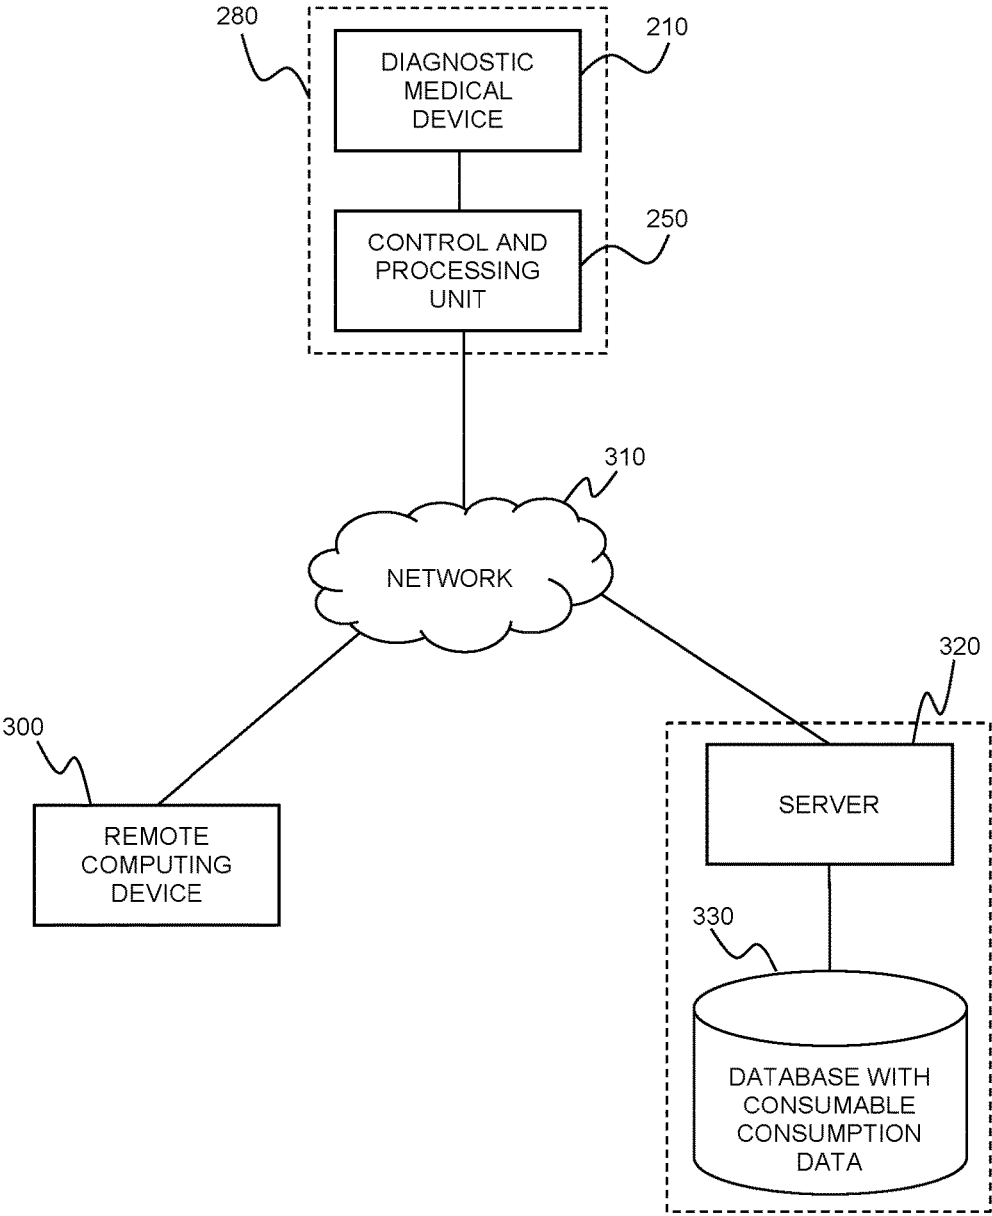 280
210
DIAGNOSTIC
MEDICAL
DEVICE
250
CONTROL AND
PROCESSING
UNIT
310
NETWORK
320
300
SERVER
REMOTE
COMPUTING
DEVICE
330
DATABASE WITH
CONSUMABLE
CONSUMPTION
DATA